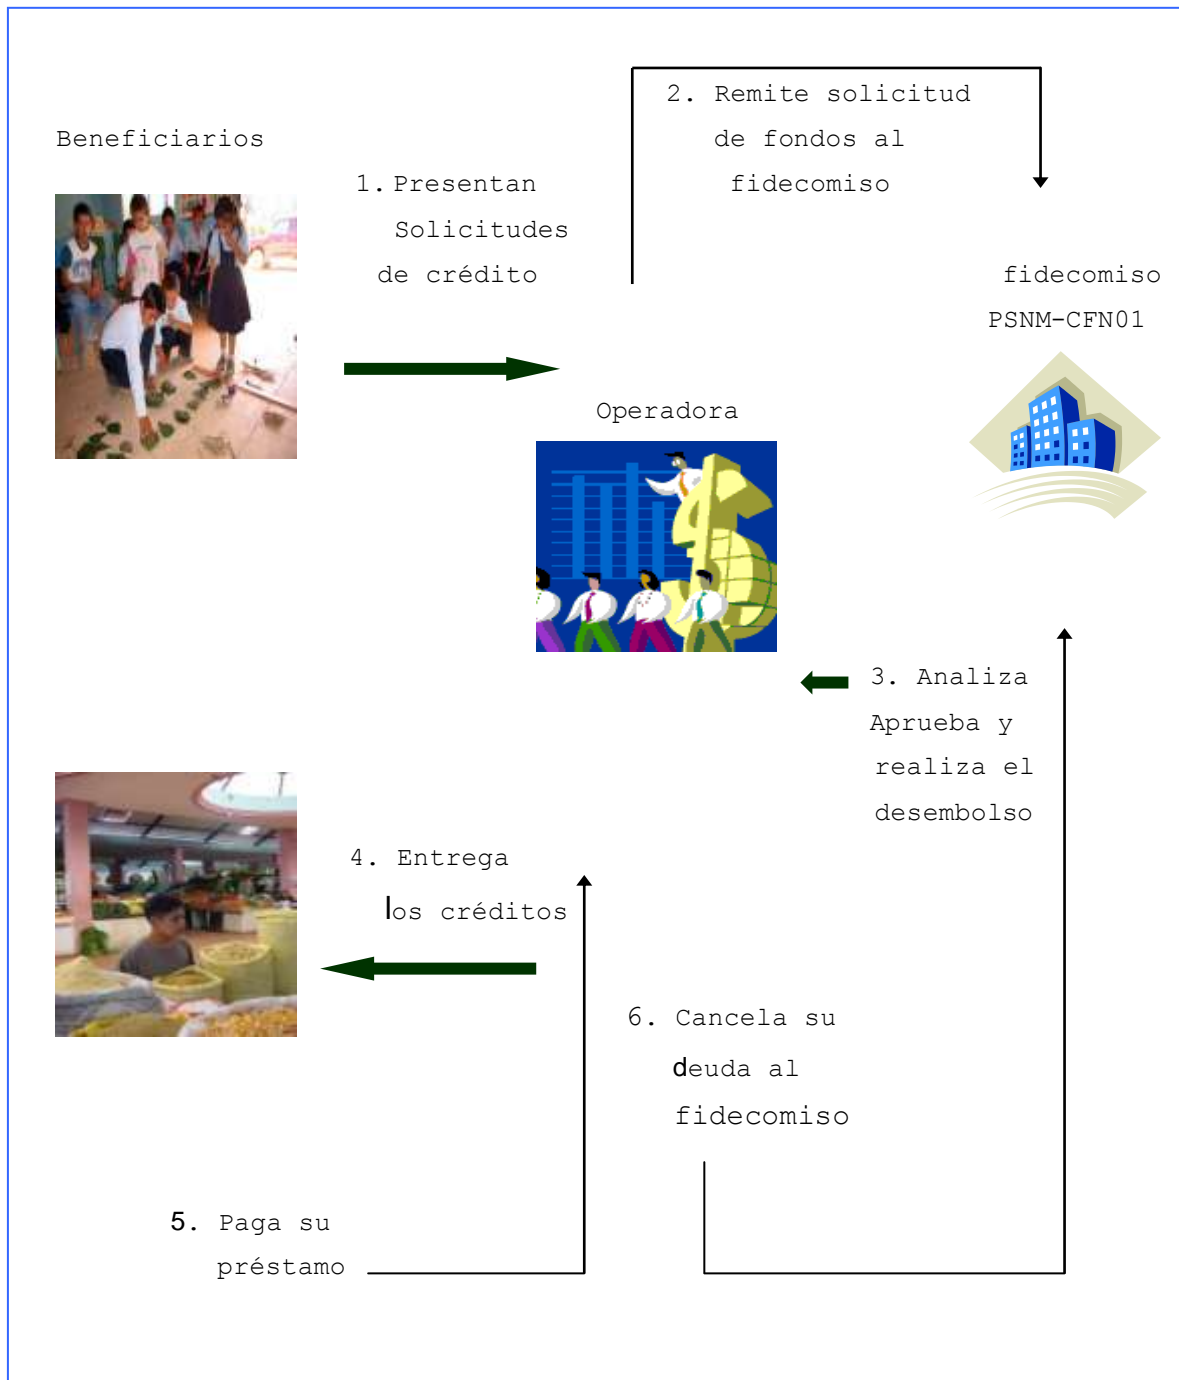 Beneficiarios
1. Presentan
Solicitudes
de crédito
2. Remite solicitud
de fondos al
fidecomiso
fidecomiso
PSNM-CFN01
Operadora
3. Analiza
Aprueba y
realiza el
desembolso
4. Entrega
los créditos
5. Paga su
préstamo
6. Cancela su
deuda al
fidecomiso